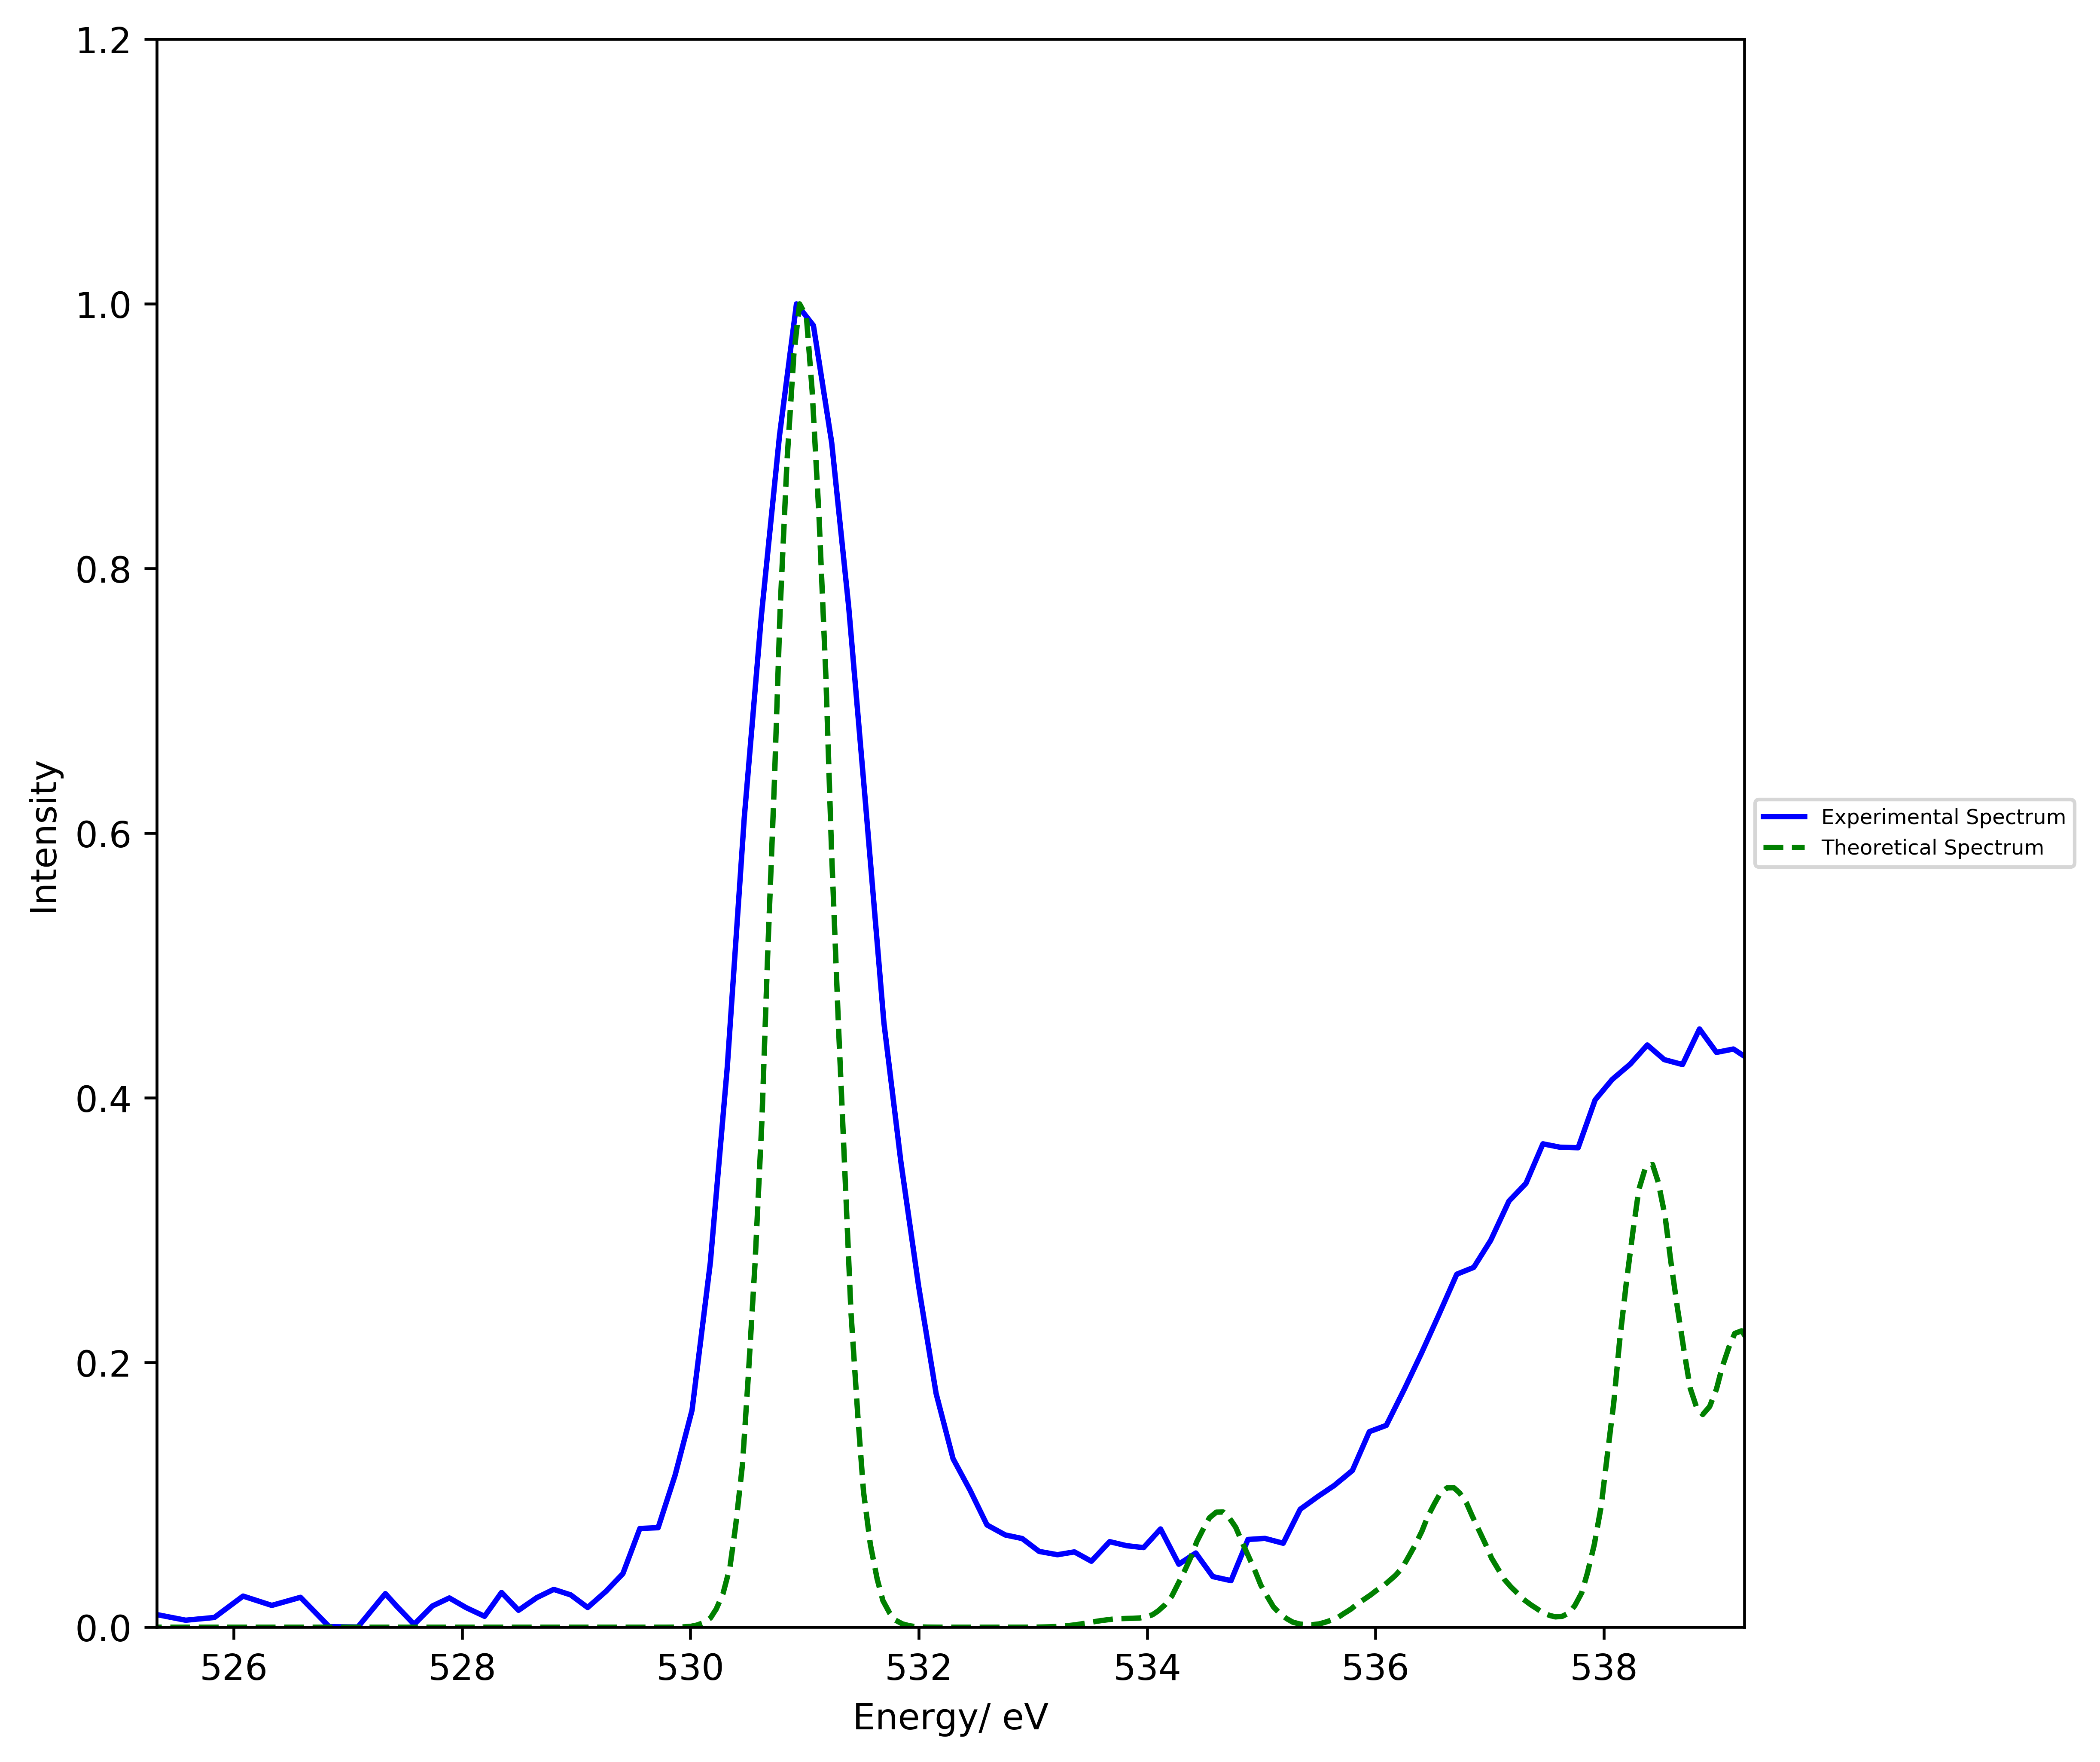 1.2
1.0
0.8
0.6
0.4
0.2
0.0
Intensity
526 528 530 532 534 536 538
Energy/ eV
Experimental Spectrum
Theoretical Spectrum